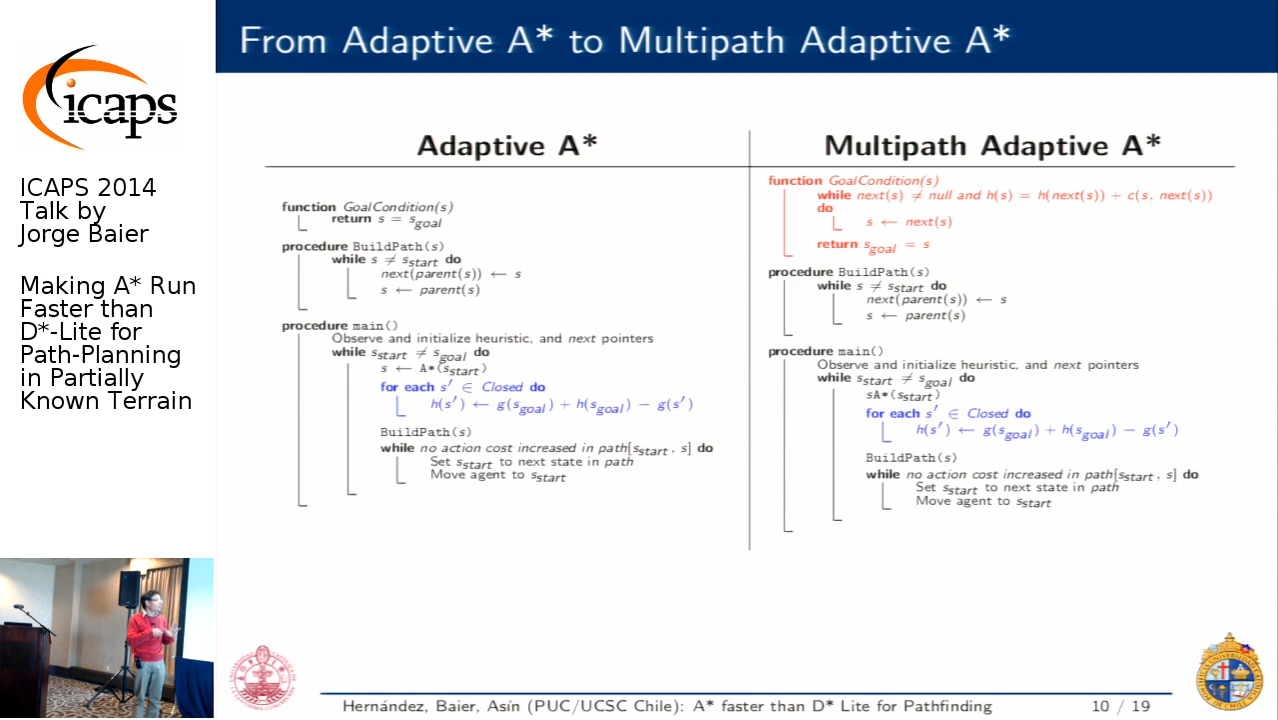 From Adaptive A* to Multipath Adaptive A*
icaps
ICAPS 2014
Talk by
Jorge Baier
Making A* Run
Faster than
D*-Lite for
Path-Planning
in Partially
Known Terrain
Adaptive A*
function GoalCondition(s)
return s = s_goal
procedure BuildPath(s)
while s ≠ s_start do
next(parent(s)) ← s
s ← parent(s)
procedure main()
Observe and initialize heuristic, and next pointers
while s_start ≠ s_goal do
s ← A*(s_start)
for each s′ ∈ Closed do
h(s′) ← g(s_goal) + h(s_goal) − g(s′)
BuildPath(s)
while no action cost increased in path[s_start, s] do
Set s_start to next state in path
Move agent to s_start
Multipath Adaptive A*
function GoalCondition(s)
while next(s) ≠ null and h(s) = h(next(s)) + c(s, next(s))
do
s ← next(s)
return s_goal = s
procedure BuildPath(s)
while s ≠ s_start do
next(parent(s)) ← s
s ← parent(s)
procedure main()
Observe and initialize heuristic, and next pointers
while s_start ≠ s_goal do
sA*(s_start)
for each s′ ∈ Closed do
h(s′) ← g(s_goal) + h(s_goal) − g(s′)
BuildPath(s)
while no action cost increased in path[s_start, s] do
Set s_start to next state in path
Move agent to s_start
Hernández, Baier, Asín (PUC/UCSC Chile): A* faster than D* Lite for Pathfinding
10 / 19